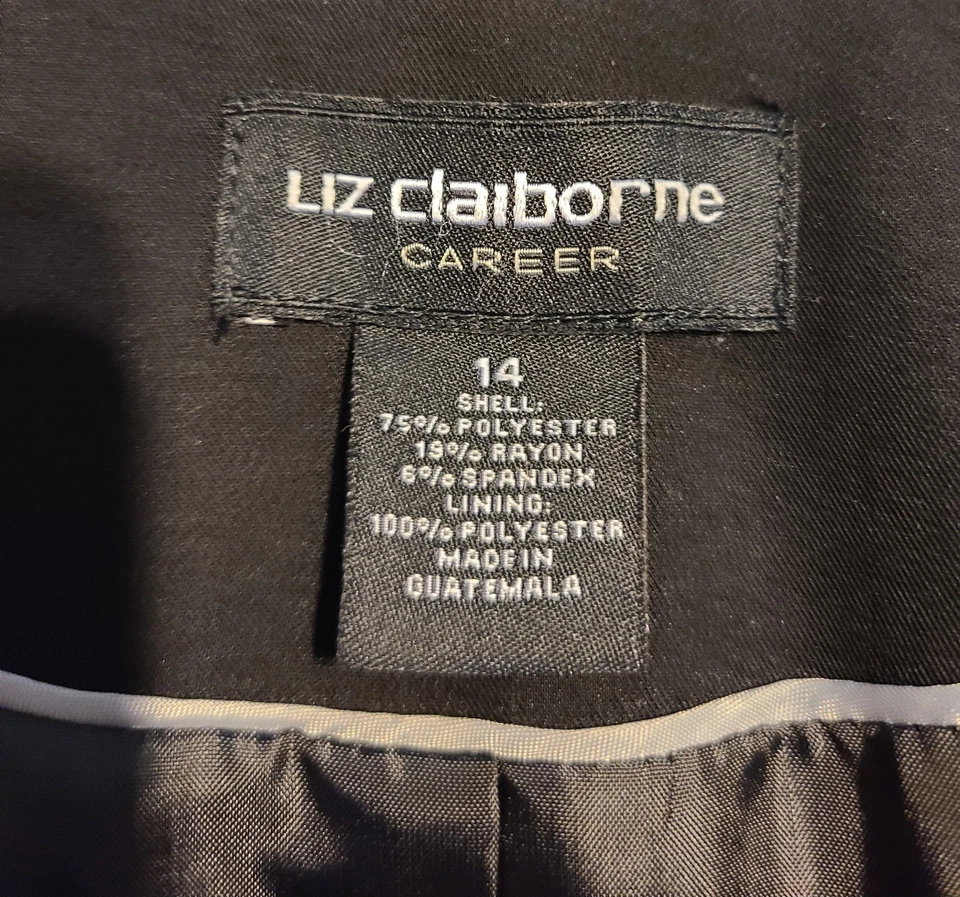 LIZ claiborne
CAREER
14
SHELL:
75% POLYESTER
19% RAYON
6% SPANDEX
LINING:
100% POLYESTER
MADE IN
GUATEMALA